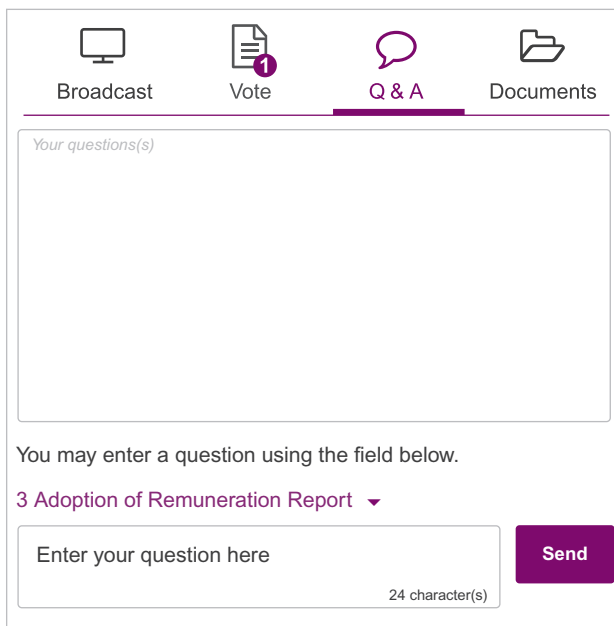 1
Broadcast Vote Q & A Documents
Your questions(s)
You may enter a question using the field below.
3 Adoption of Remuneration Report
Enter your question here
Send
24 character(s)